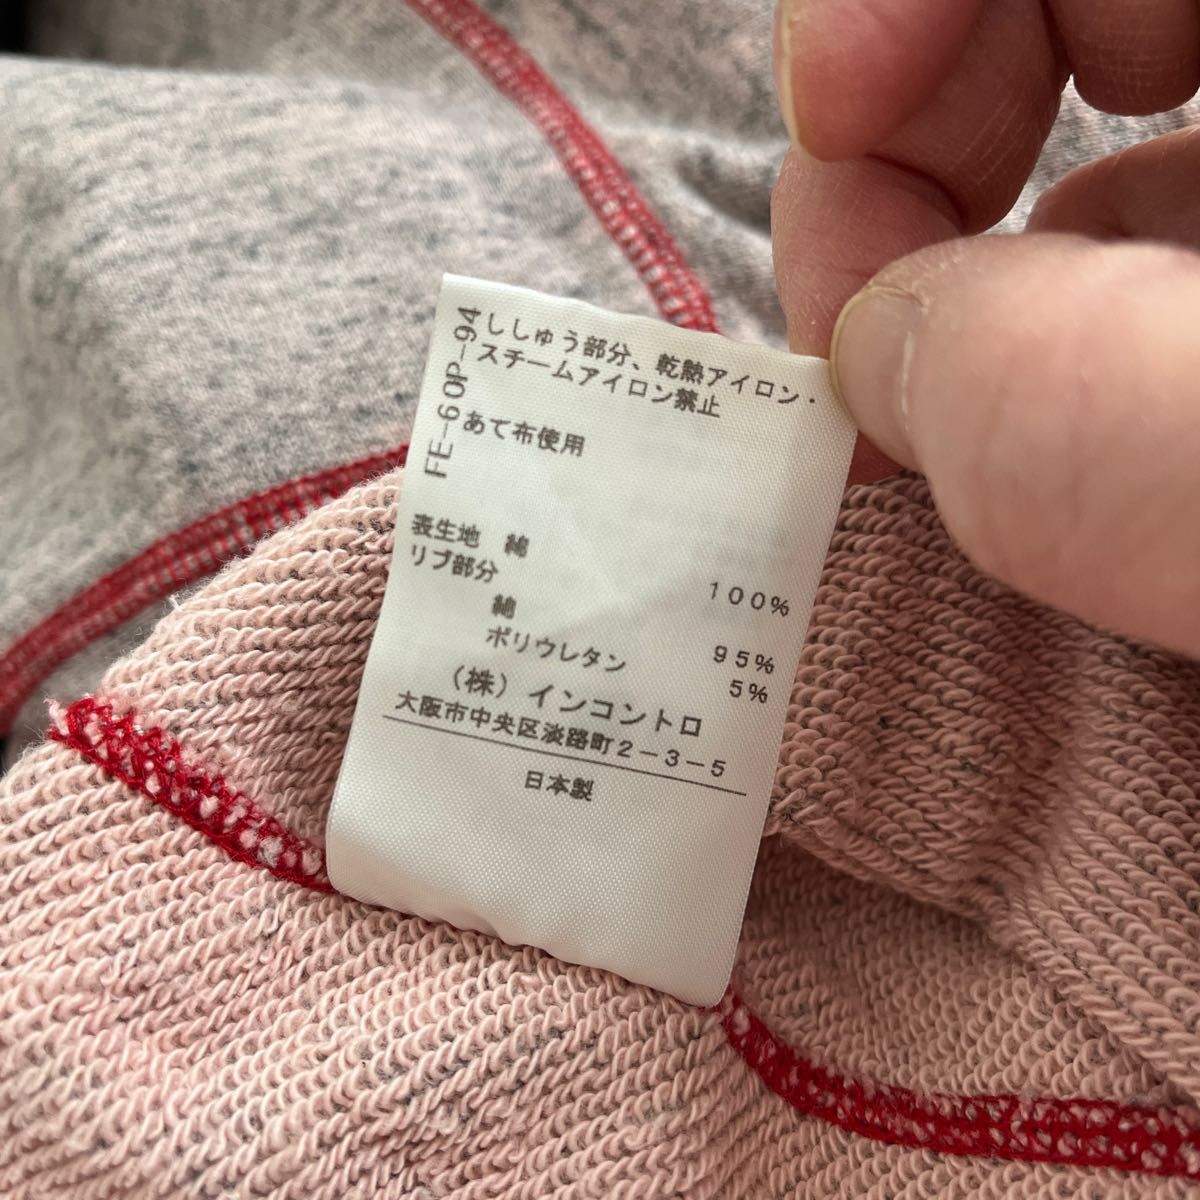 FE-60P-94
ししゅう部分、乾熱アイロン・
スチームアイロン禁止
あて布使用
表生地 綿 100%
リブ部分
綿 95%
ポリウレタン 5%
(株)インコントロ
大阪市中央区淡路町2-3-5
日本製